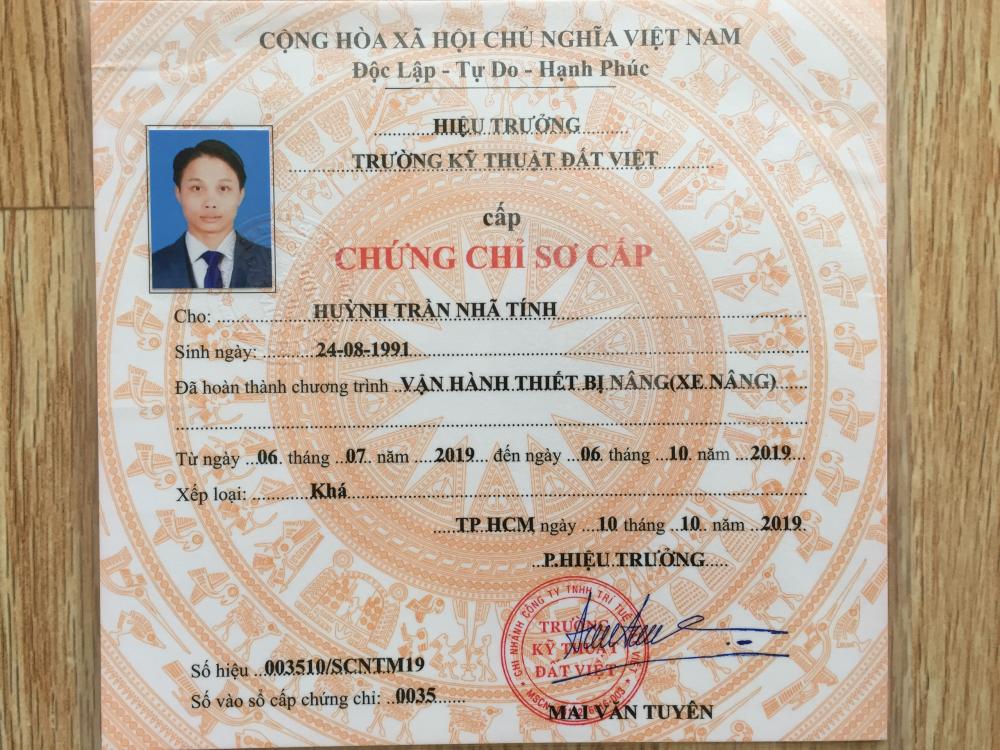 CỘNG HÒA XÃ HỘI CHỦ NGHĨA VIỆT NAM
Độc Lập - Tự Do - Hạnh Phúc
HIỆU TRƯỞNG
TRƯỜNG KỸ THUẬT ĐẤT VIỆT
cấp
CHỨNG CHỈ SƠ CẤP
Cho: HUỲNH TRẦN NHÃ TÍNH
Sinh ngày: 24-08-1991
Đã hoàn thành chương trình VẬN HÀNH THIẾT BỊ NÂNG(XE NÂNG)
Từ ngày 06 tháng 07 năm 2019 đến ngày 06 tháng 10 năm 2019
Xếp loại: Khá
TP HCM ngày 10 tháng 10 năm 2019
P.HIỆU TRƯỞNG
CHI NHÁNH CÔNG TY TNHH TRÍ TUỆ VIỆT
TRƯỜNG
KỸ THUẬT
ĐẤT VIỆT
Số hiệu 003510/SCNTM19
Số vào sổ cấp chứng chỉ: 0035
MAI VĂN TUYÊN